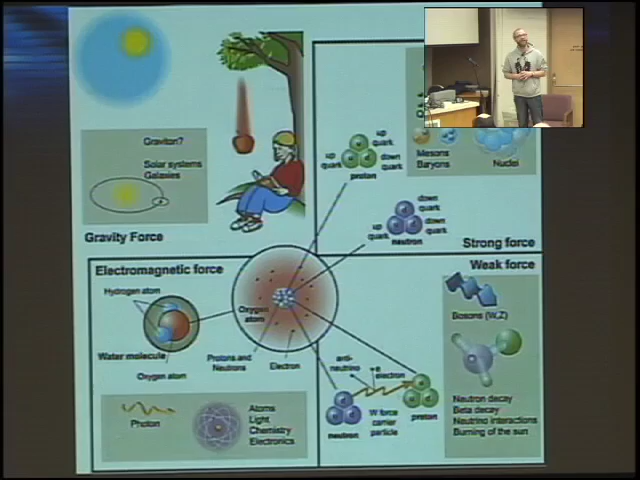 Graviton?
Solar systems
Galaxies
Gravity Force
up
quark
up
quark
down
quark
proton
Mesons
Baryons
Nuclei
down
quark
up
quark
down
quark
neutron
Strong force
Electromagnetic force
Hydrogen atom
Oxygen
atom
Water molecule
Oxygen atom
Protons and
Neutrons
Electron
Photon
Atoms
Light
Chemistry
Electronics
Weak force
Bosons (W,Z)
anti-
neutrino
electron
neutron
W force
carrier
particle
proton
Neutron decay
Beta decay
Neutrino interactions
Burning of the sun